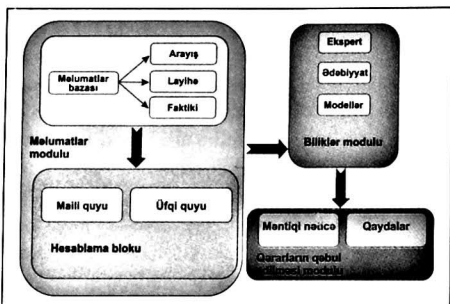 Arayış
Məlumatlar
bazası
Layihə
Faktiki
Məlumatlar
modulu
Maili quyu
Üfqi quyu
Hesablama bloku
Ekspert
Ədəbiyyat
Modellər
Biliklər modulu
Məntiqi nəticə
Qaydalar
Qərarların qəbul
edilməsi modulu